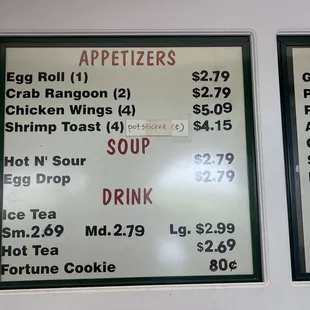 APPETIZERS
Egg Roll (1) $2.79
Crab Rangoon (2) $2.79
Chicken Wings (4) $5.09
Shrimp Toast (4) pot sticker $4.15
SOUP
Hot N' Sour $2.79
Egg Drop $2.79
DRINK
Ice Tea
Sm.2.69 Md.2.79 Lg. $2.99
Hot Tea $2.69
Fortune Cookie 80¢